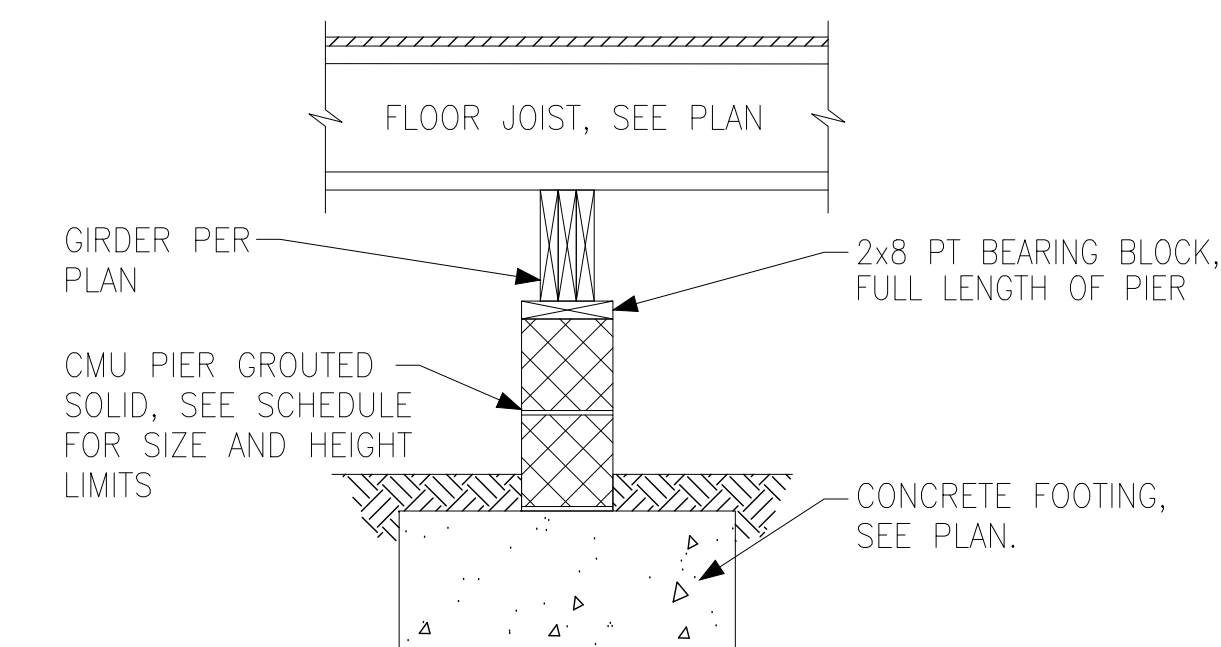 FLOOR JOIST, SEE PLAN
GIRDER PER
PLAN
2x8 PT BEARING BLOCK,
FULL LENGTH OF PIER
CMU PIER GROUTED
SOLID, SEE SCHEDULE
FOR SIZE AND HEIGHT
LIMITS
CONCRETE FOOTING,
SEE PLAN.